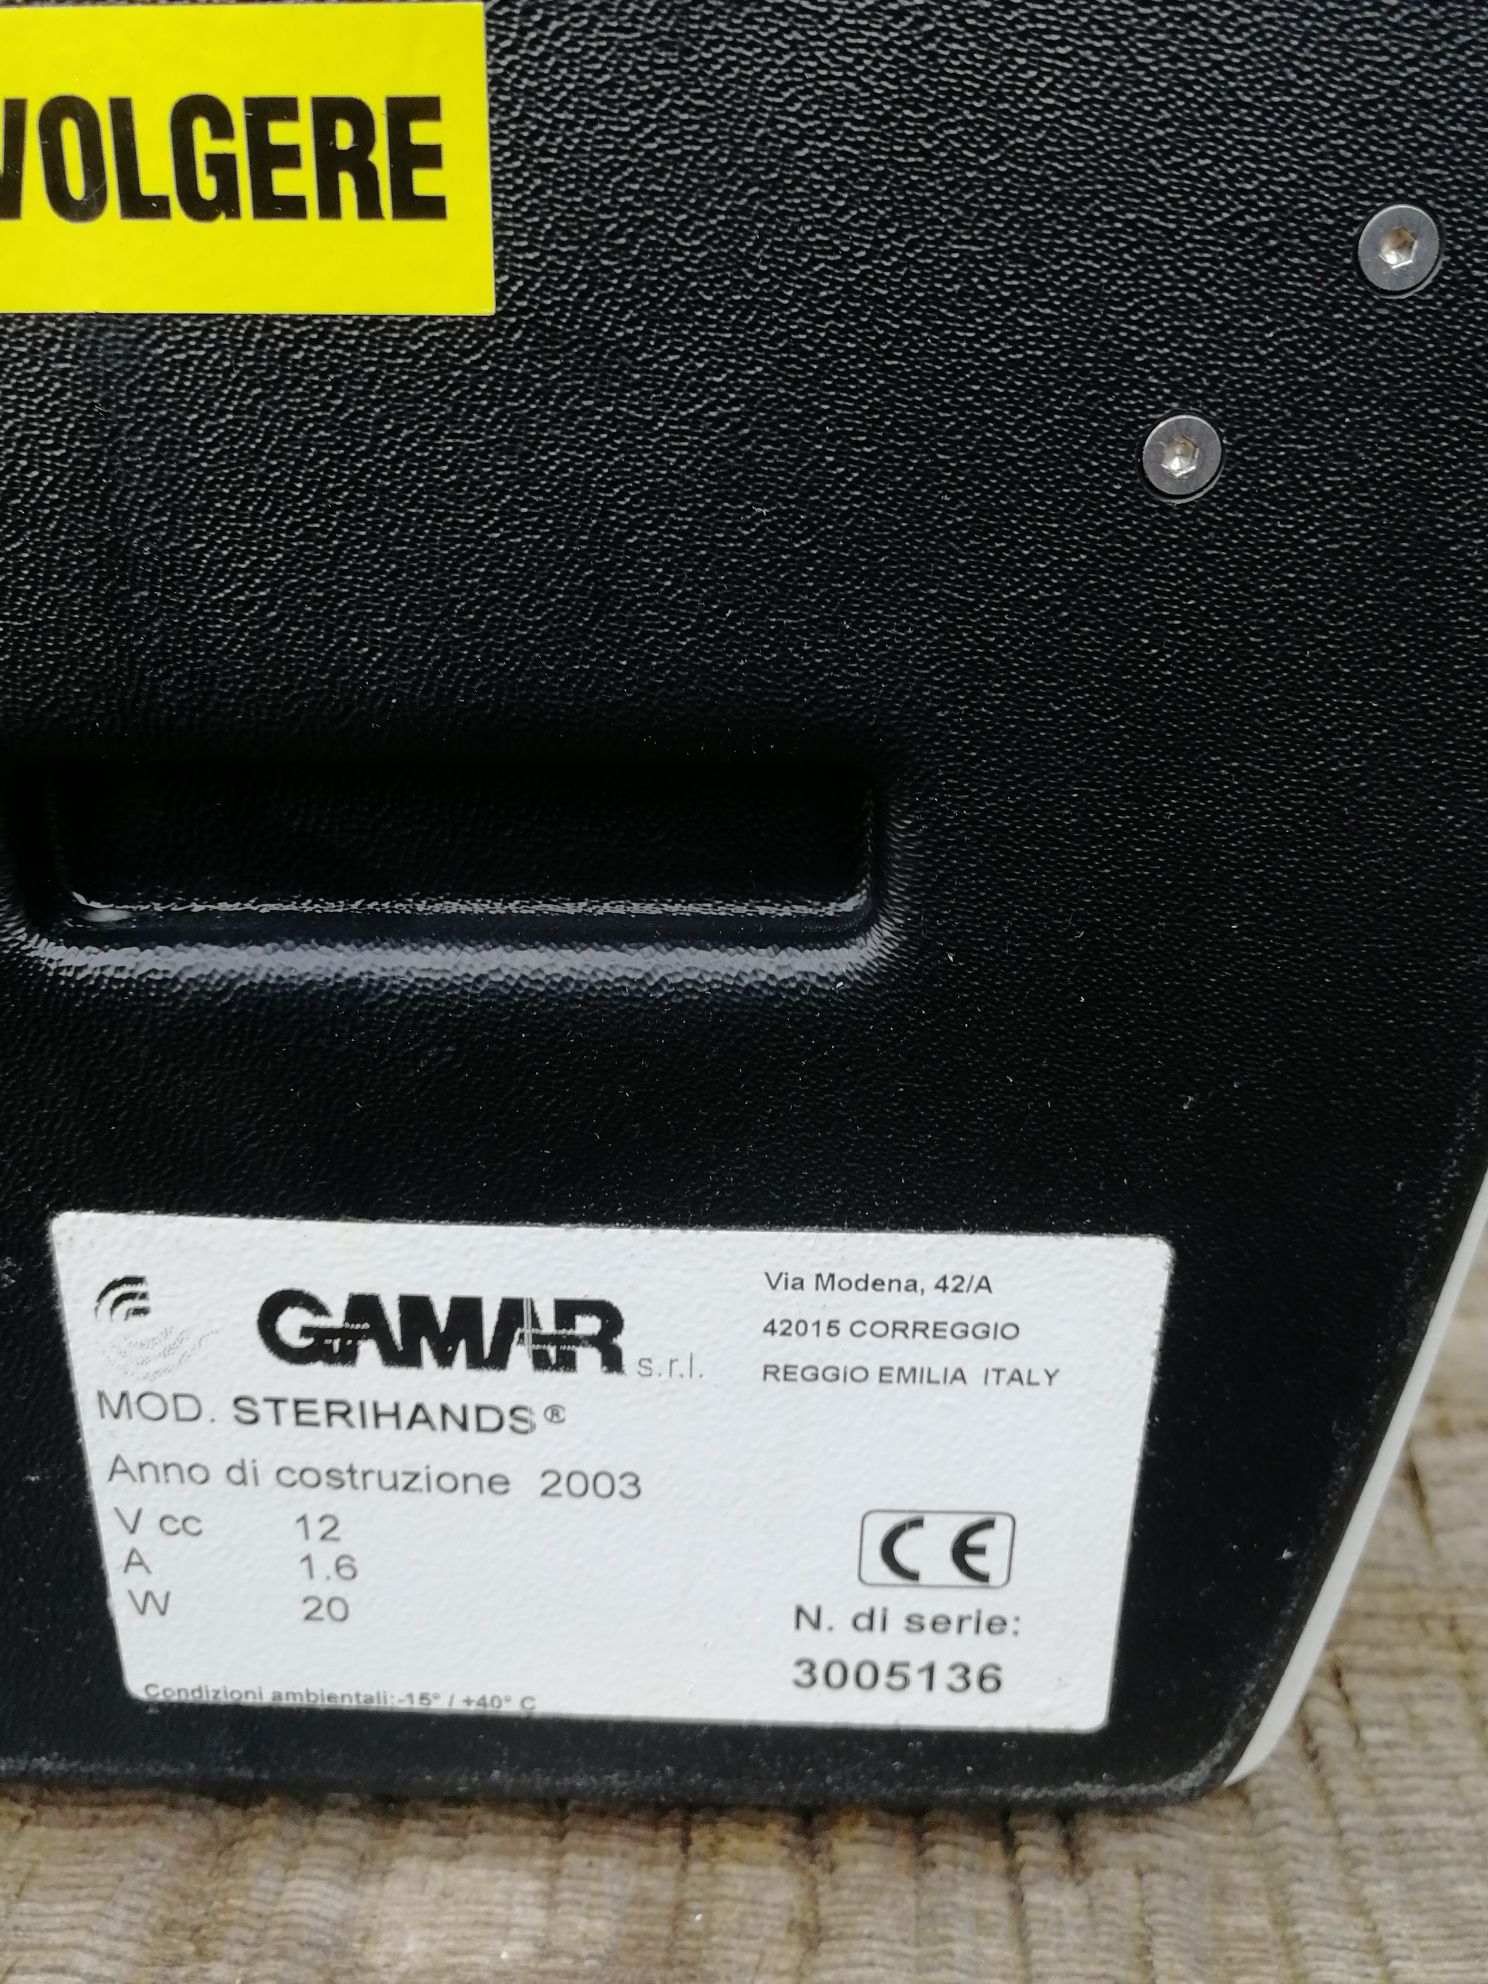 VOLGERE
GAMAR s.r.l.
Via Modena, 42/A
42015 CORREGGIO
REGGIO EMILIA ITALY
MOD. STERIHANDS®
Anno di costruzione 2003
V cc 12
A 1.6
W 20
CE
N. di serie:
3005136
Condizioni ambientali:-15° / +40° C